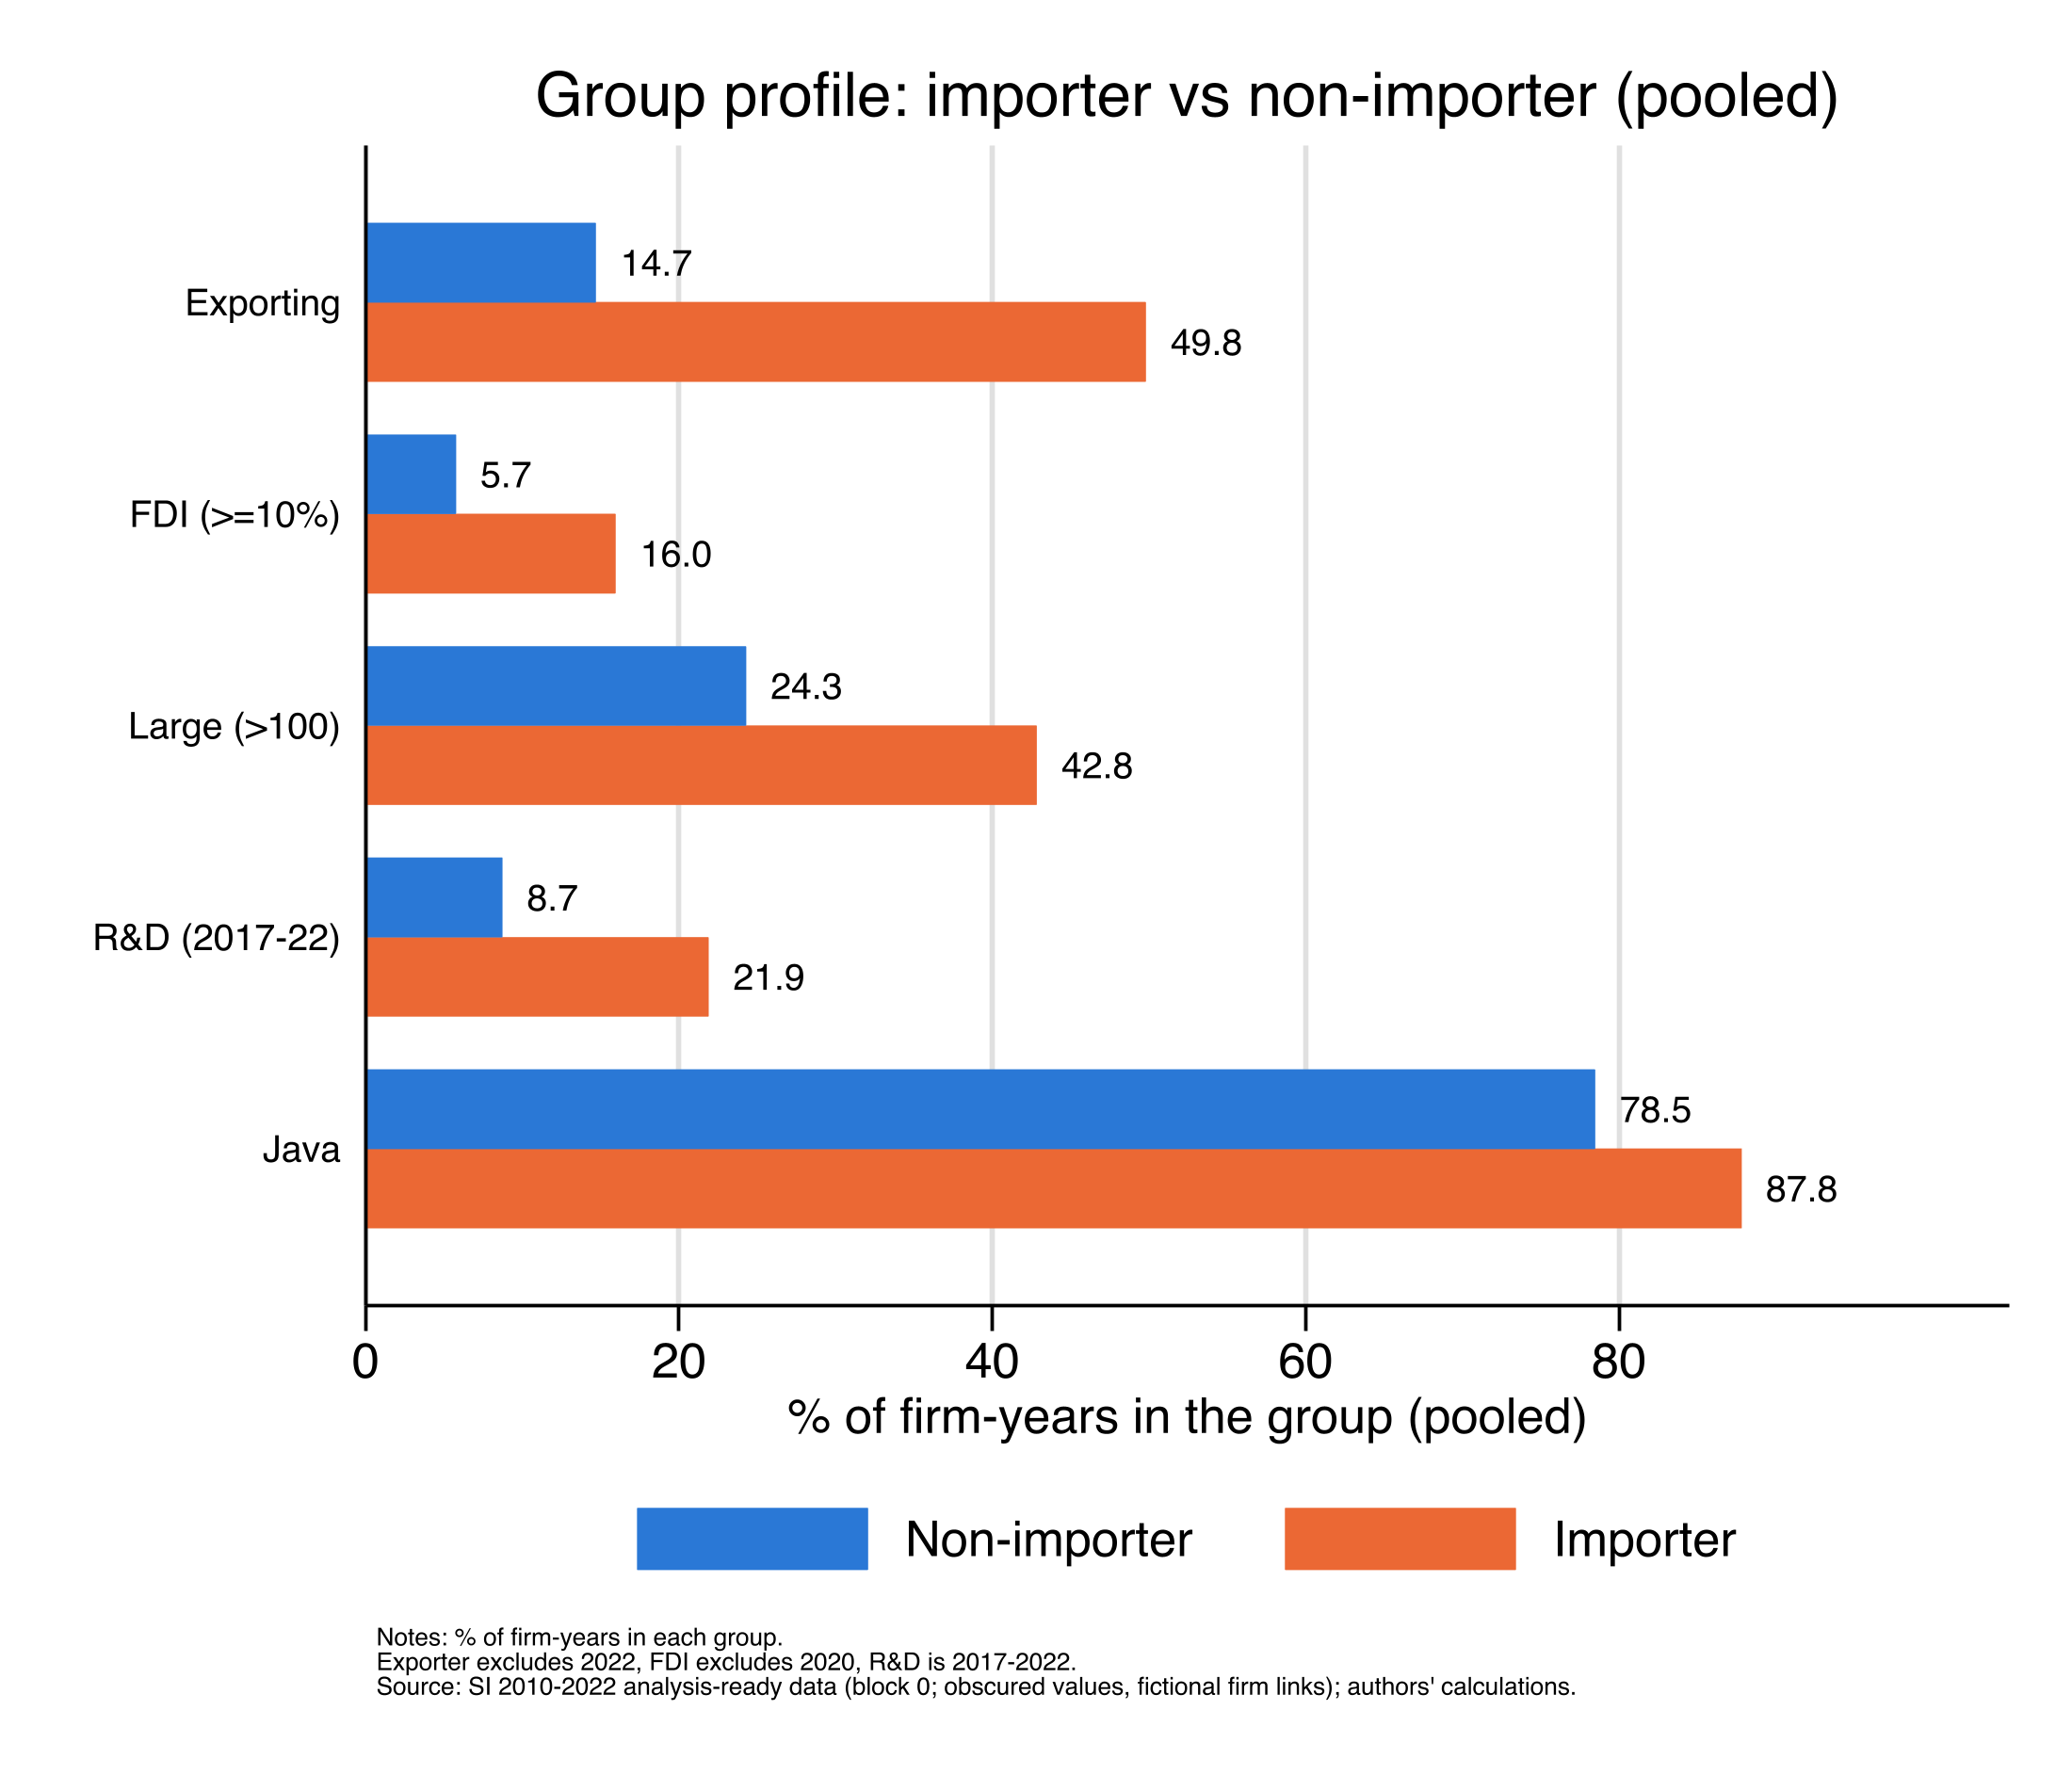 Group profile: importer vs non-importer (pooled)
Exporting
14.7
49.8
FDI (>=10%)
5.7
16.0
Large (>100)
24.3
42.8
R&D (2017-22)
8.7
21.9
Java
78.5
87.8
0 20 40 60 80
% of firm-years in the group (pooled)
Non-importer Importer
Notes: % of firm-years in each group.
Exporter excludes 2022, FDI excludes 2020, R&D is 2017-2022.
Source: SI 2010-2022 analysis-ready data (block 0; obscured values, fictional firm links); authors' calculations.